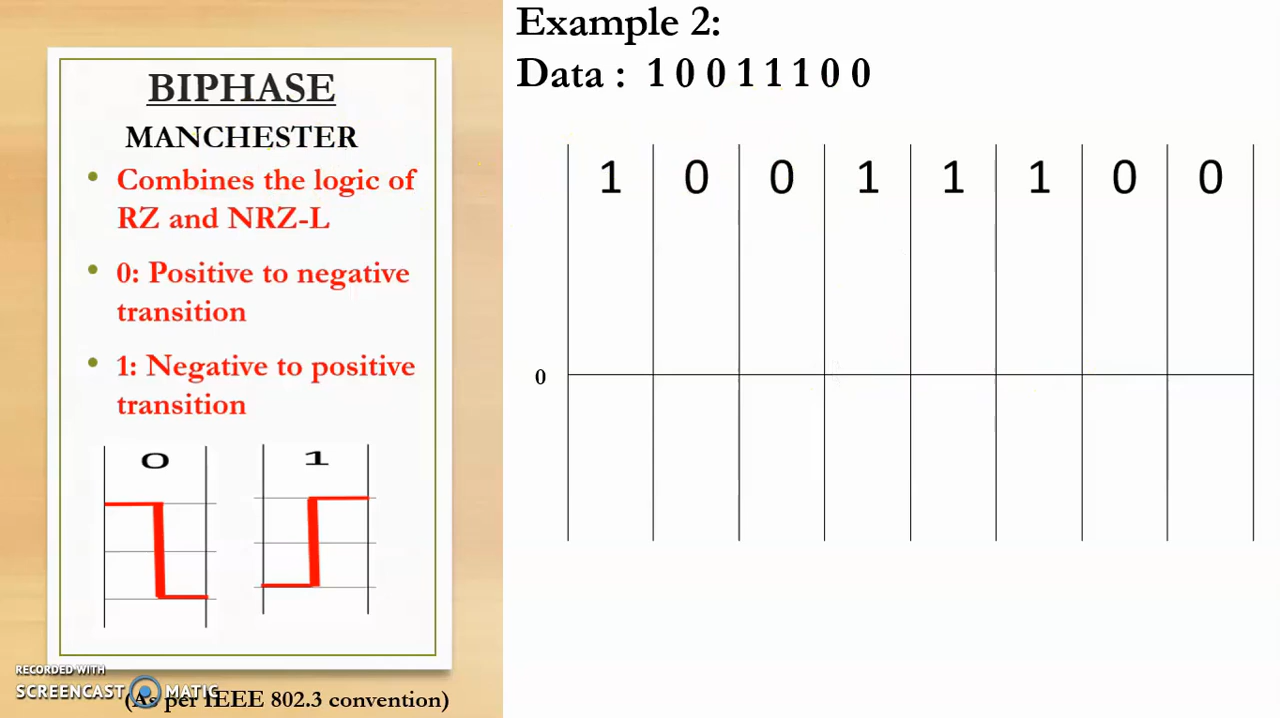 BIPHASE
MANCHESTER
• Combines the logic of
RZ and NRZ-L
• 0: Positive to negative
transition
• 1: Negative to positive
transition
0 1
RECORDED WITH
SCREENCAST MATIC
(As per IEEE 802.3 convention)
Example 2:
Data : 1 0 0 1 1 1 0 0
1 0 0 1 1 1 0 0
0